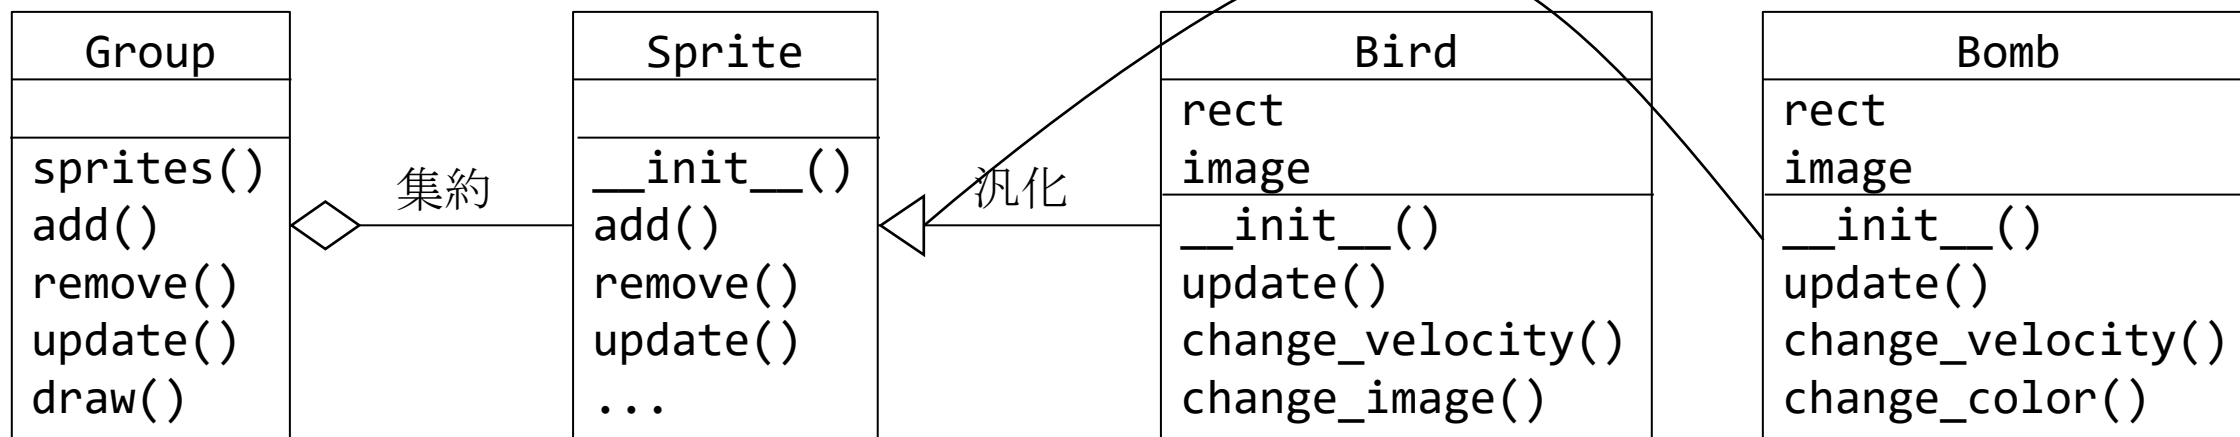 Group
sprites()
add()
remove()
update()
draw()
集約
Sprite
__init__()
add()
remove()
update()
...
汎化
Bird
rect
image
__init__()
update()
change_velocity()
change_image()
Bomb
rect
image
__init__()
update()
change_velocity()
change_color()